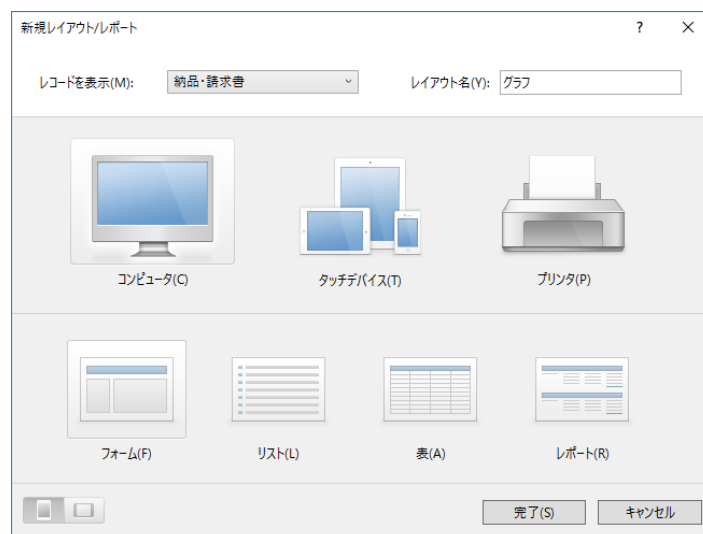 新規レイアウト/レポート
?
レコードを表示(M): 納品・請求書 レイアウト名(Y): グラフ
コンピュータ(C) タッチデバイス(T) プリンタ(P)
フォーム(F) リスト(L) 表(A) レポート(R)
完了(S) キャンセル